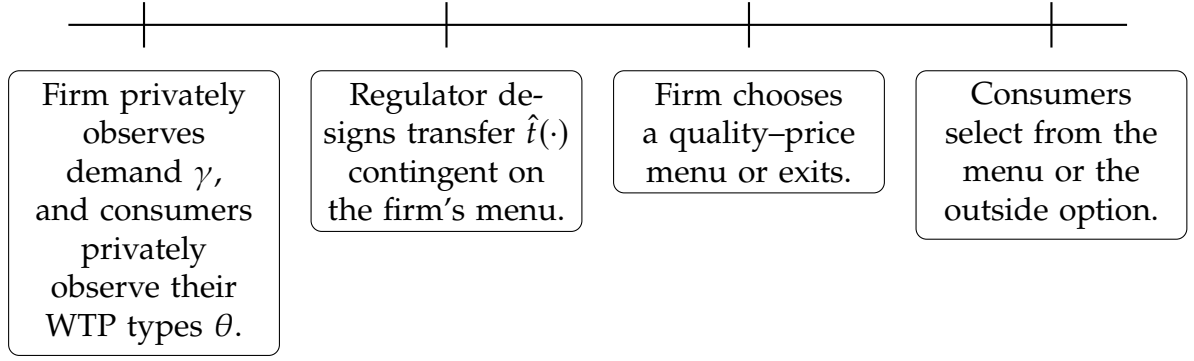 Firm privately
observes
demand γ,
and consumers
privately
observe their
WTP types θ.
Regulator de-
signs transfer t̂(·)
contingent on
the firm's menu.
Firm chooses
a quality–price
menu or exits.
Consumers
select from the
menu or the
outside option.